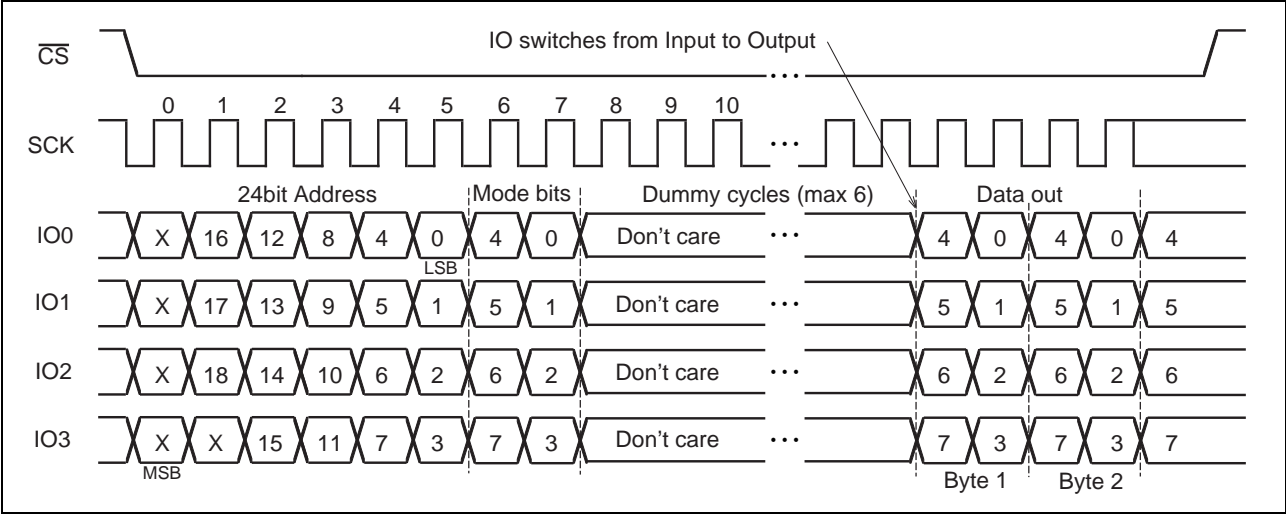 IO switches from Input to Output
CS
...
0 1 2 3 4 5 6 7 8 9 10
SCK
...
24bit Address Mode bits Dummy cycles (max 6) Data out
IO0 X 16 12 8 4 0 4 0 Don't care ... 4 0 4 0 4
LSB
IO1 X 17 13 9 5 1 5 1 Don't care ... 5 1 5 1 5
IO2 X 18 14 10 6 2 6 2 Don't care ... 6 2 6 2 6
IO3 X X 15 11 7 3 7 3 Don't care ... 7 3 7 3 7
MSB
Byte 1 Byte 2